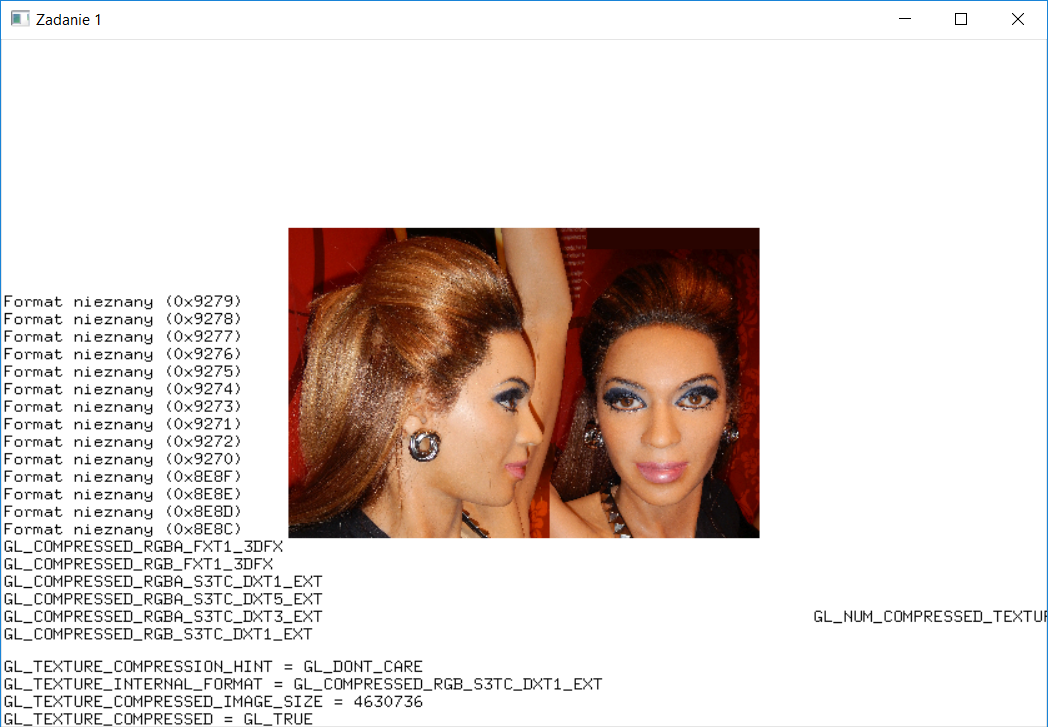 Zadanie 1
Format nieznany (0x9279)
Format nieznany (0x9278)
Format nieznany (0x9277)
Format nieznany (0x9276)
Format nieznany (0x9275)
Format nieznany (0x9274)
Format nieznany (0x9273)
Format nieznany (0x9271)
Format nieznany (0x9272)
Format nieznany (0x9270)
Format nieznany (0x8E8F)
Format nieznany (0x8E8E)
Format nieznany (0x8E8D)
Format nieznany (0x8E8C)
GL_COMPRESSED_RGBA_FXT1_3DFX
GL_COMPRESSED_RGB_FXT1_3DFX
GL_COMPRESSED_RGBA_S3TC_DXT1_EXT
GL_COMPRESSED_RGBA_S3TC_DXT5_EXT
GL_COMPRESSED_RGBA_S3TC_DXT3_EXT GL_NUM_COMPRESSED_TEXTUR
GL_COMPRESSED_RGB_S3TC_DXT1_EXT
GL_TEXTURE_COMPRESSION_HINT = GL_DONT_CARE
GL_TEXTURE_INTERNAL_FORMAT = GL_COMPRESSED_RGB_S3TC_DXT1_EXT
GL_TEXTURE_COMPRESSED_IMAGE_SIZE = 4630736
GL_TEXTURE_COMPRESSED = GL_TRUE